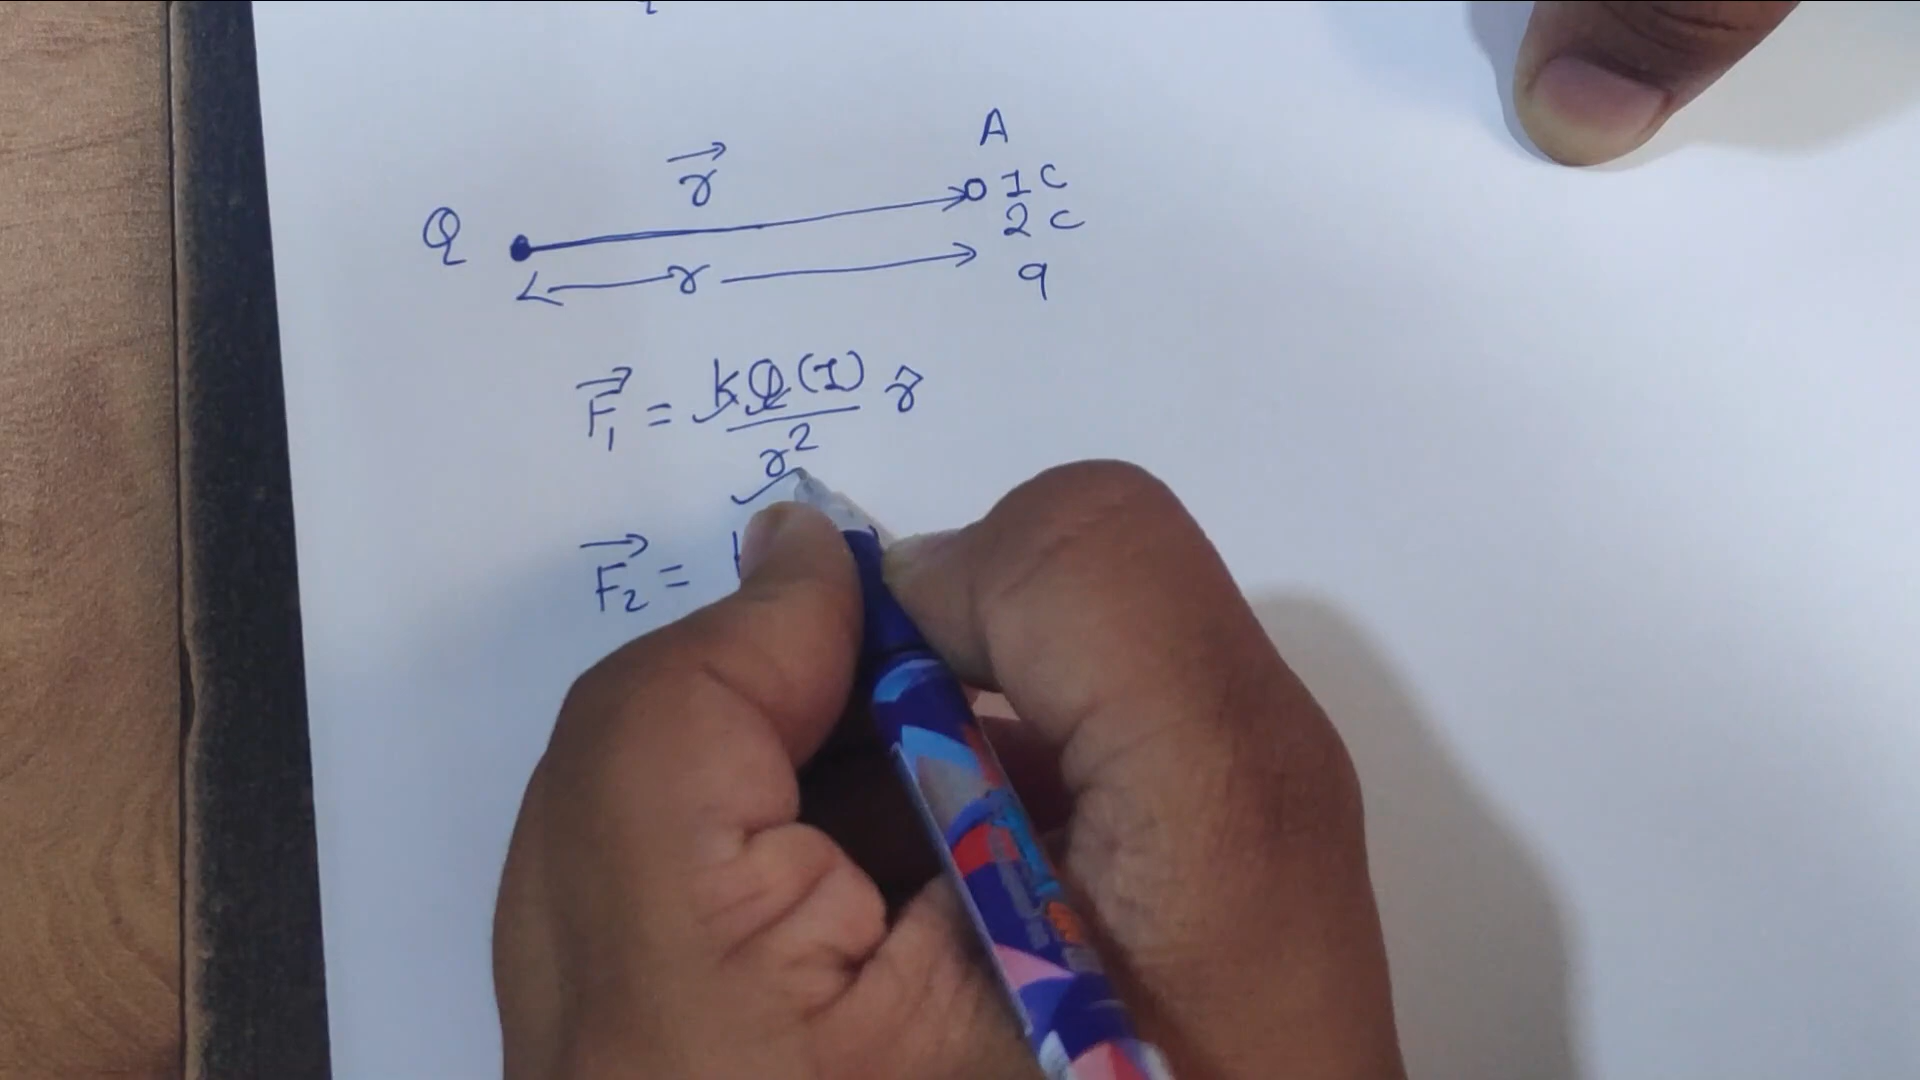 A
r⃗
1 C
Q
2 C
r
q
F⃗₁ = kQ(1)/r² r̂
F⃗₂ =